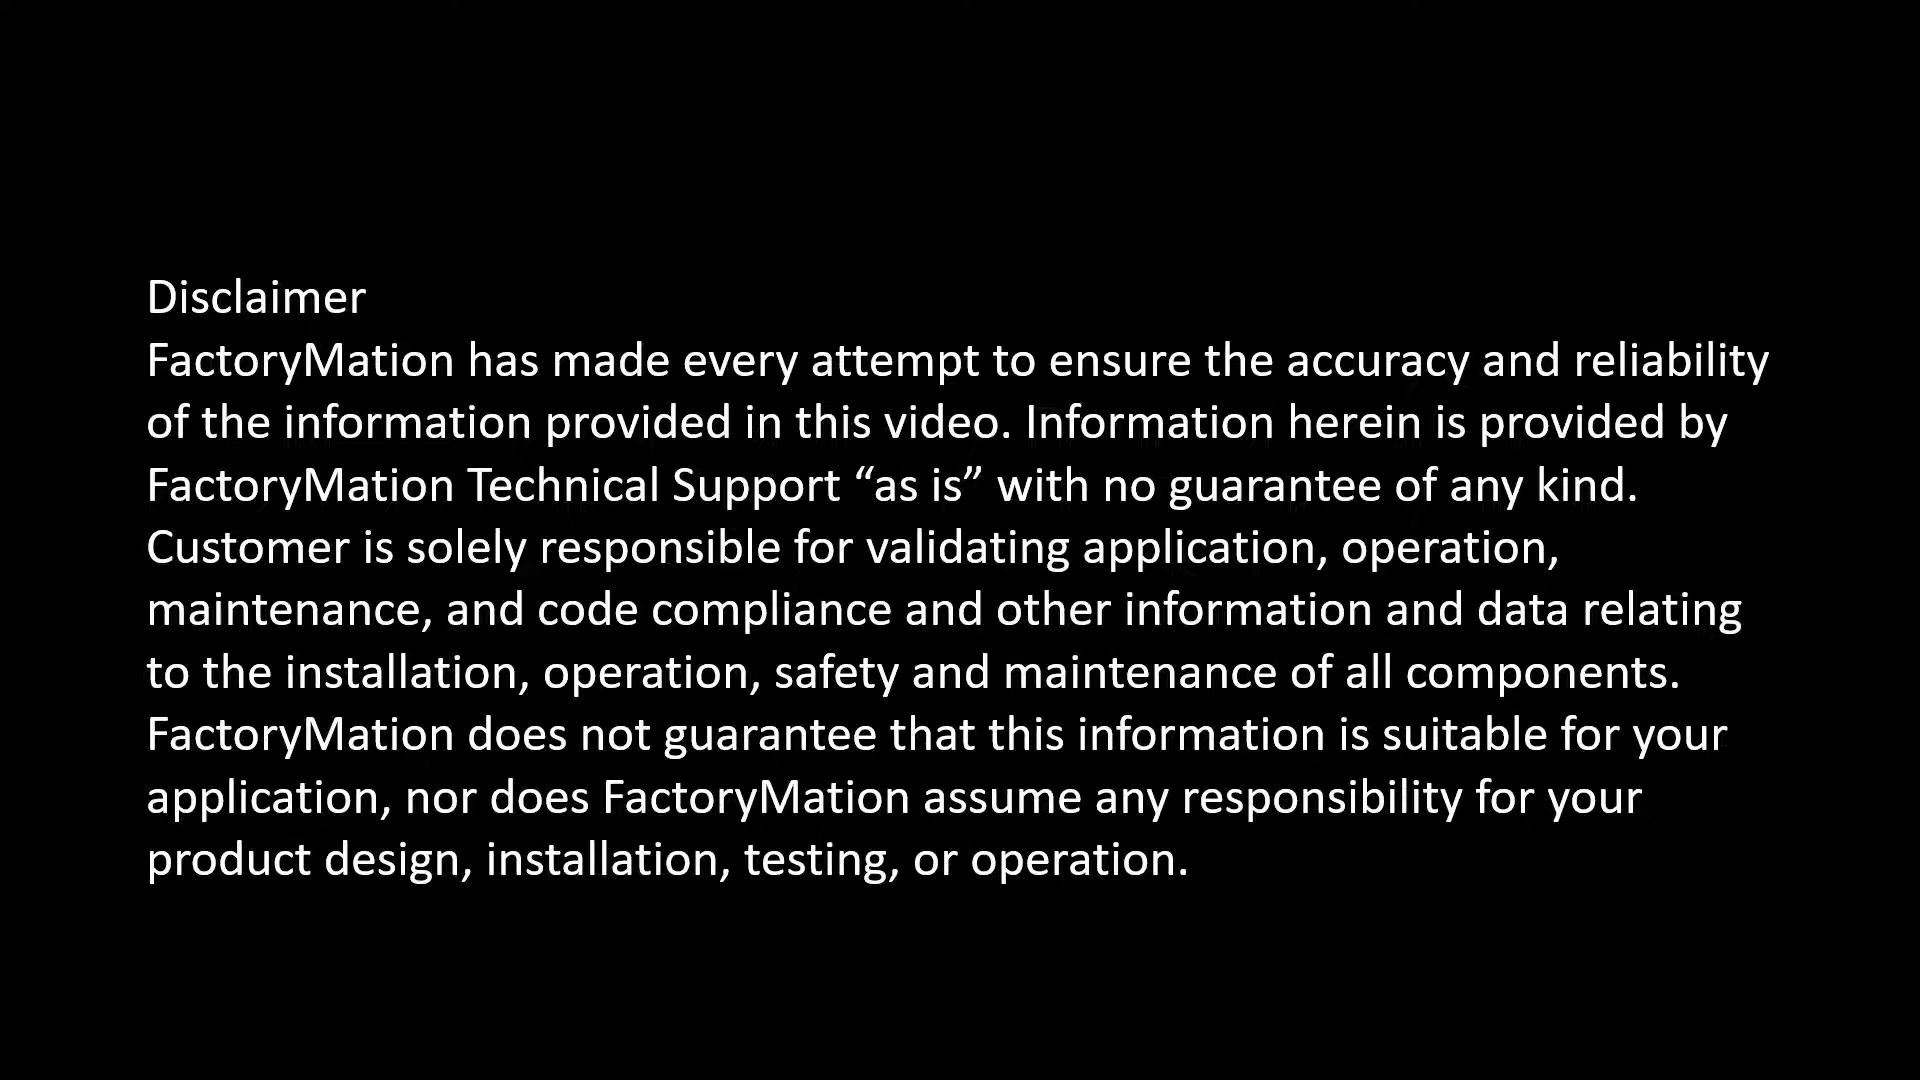 Disclaimer
FactoryMation has made every attempt to ensure the accuracy and reliability
of the information provided in this video. Information herein is provided by
FactoryMation Technical Support “as is” with no guarantee of any kind.
Customer is solely responsible for validating application, operation,
maintenance, and code compliance and other information and data relating
to the installation, operation, safety and maintenance of all components.
FactoryMation does not guarantee that this information is suitable for your
application, nor does FactoryMation assume any responsibility for your
product design, installation, testing, or operation.